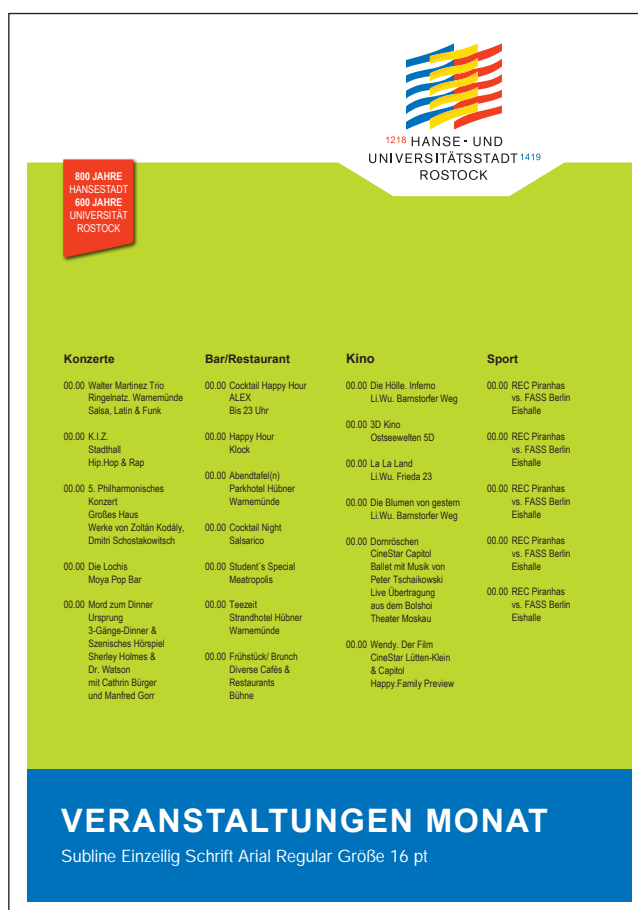 1218 HANSE - UND
UNIVERSITÄTSSTADT 1419
ROSTOCK
800 JAHRE
HANSESTADT
600 JAHRE
UNIVERSITÄT
ROSTOCK
Konzerte
00.00 Walter Martinez Trio
Ringelnatz. Warnemünde
Salsa, Latin & Funk
00.00 K.I.Z.
Stadthall
Hip.Hop & Rap
00.00 5. Philharmonisches
Konzert
Großes Haus
Werke von Zoltán Kodály,
Dmitri Schostakowitsch
00.00 Die Lochis
Moya Pop Bar
00.00 Mord zum Dinner
Ursprung
3-Gänge-Dinner &
Szenisches Hörspiel
Sherley Holmes &
Dr. Watson
mit Cathrin Bürger
und Manfred Gorr
Bar/Restaurant
00.00 Cocktail Happy Hour
ALEX
Bis 23 Uhr
00.00 Happy Hour
Klock
00.00 Abendtafel(n)
Parkhotel Hübner
Warnemünde
00.00 Cocktail Night
Salsarico
00.00 Student´s Special
Meatropolis
00.00 Teezeit
Strandhotel Hübner
Warnemünde
00.00 Frühstück/ Brunch
Diverse Cafés &
Restaurants
Bühne
Kino
00.00 Die Hölle. Inferno
Li.Wu. Barnstorfer Weg
00.00 3D Kino
Ostseewelten 5D
00.00 La La Land
Li.Wu. Frieda 23
00.00 Die Blumen von gestern
Li.Wu. Barnstorfer Weg
00.00 Dornröschen
CineStar Capitol
Ballet mit Musik von
Peter Tschaikowski
Live Übertragung
aus dem Bolshoi
Theater Moskau
00.00 Wendy. Der Film
CineStar Lütten-Klein
& Capitol
Happy.Family Preview
Sport
00.00 REC Piranhas
vs. FASS Berlin
Eishalle
00.00 REC Piranhas
vs. FASS Berlin
Eishalle
00.00 REC Piranhas
vs. FASS Berlin
Eishalle
00.00 REC Piranhas
vs. FASS Berlin
Eishalle
00.00 REC Piranhas
vs. FASS Berlin
Eishalle
VERANSTALTUNGEN MONAT
Subline Einzeilig Schrift Arial Regular Größe 16 pt